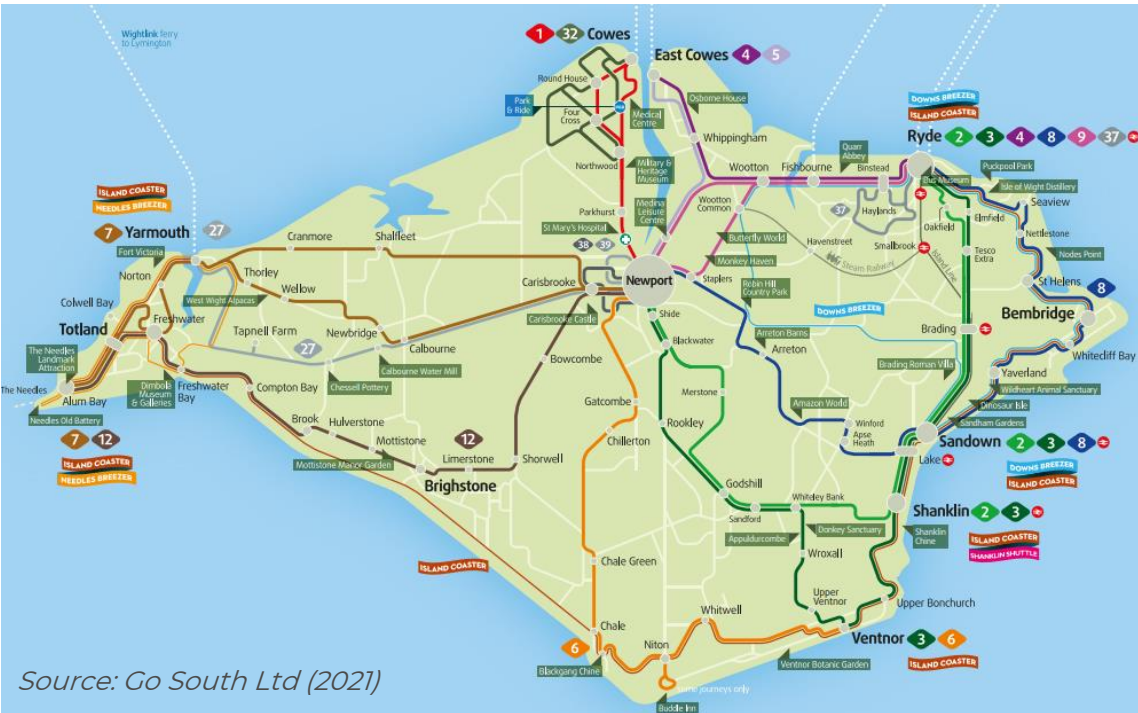 Wightlink ferry
to Lymington
1 32 Cowes
East Cowes 4 5
Round House
Park
& Ride
P&R
Four
Cross
Medical
Centre
Osborne House
Whippingham
Northwood
Military &
Heritage
Museum
Parkhurst
St Mary's Hospital
Medina
Leisure
Centre
Wootton
Fishbourne
Quarr
Abbey
Binstead
DOWNS BREEZER
ISLAND COASTER
Ryde 2 3 4 8 9 37
Bus Museum
Puckpool Park
Isle of Wight Distillery
Seaview
Elmfield
Oakfield
Nettlestone
Nodes Point
37
Haylands
Wootton
Common
Butterfly World
Monkey Haven
Havenstreet
Smallbrook
Steam Railway
Island Line
Tesco
Extra
St Helens
8
Bembridge
Whitecliff Bay
Yaverland
Wildheart Animal Sanctuary
Dinosaur Isle
Sandham Gardens
ISLAND COASTER
NEEDLES BREEZER
7 Yarmouth 27
Fort Victoria
Norton
Cranmore
Shalfleet
Thorley
West Wight Alpacas
Wellow
Colwell Bay
Totland
Freshwater
Tapnell Farm
Newbridge
27
Calbourne
Calbourne Water Mill
Chessell Pottery
The Needles
Landmark
Attraction
The Needles
Alum Bay
Needles Old Battery
Dimbola
Museum
& Galleries
Freshwater
Bay
Compton Bay
7 12
ISLAND COASTER
NEEDLES BREEZER
Brook
Hulverstone
Mottistone
Mottistone Manor Garden
12
Limerstone
Brighstone
Shorwell
Bowcombe
38 39
Carisbrooke
Carisbrooke Castle
Newport
Staplers
Shide
Blackwater
Robin Hill
Country Park
DOWNS BREEZER
Arreton Barns
Arreton
Brading
Brading Roman Villa
Merstone
Amazon World
Winford
Apse
Heath
Lake
Sandown 2 3 8
DOWNS BREEZER
ISLAND COASTER
Gatcombe
Chillerton
Rookley
Godshill
Sandford
Whiteley Bank
Donkey Sanctuary
Appuldurcombe
Wroxall
Shanklin 2 3
ISLAND COASTER
SHANKLIN SHUTTLE
Shanklin
Chine
Upper
Ventnor
Upper Bonchurch
Ventnor 3 6
ISLAND COASTER
Ventnor Botanic Garden
ISLAND COASTER
Chale Green
Chale
6
Blackgang Chine
Whitwell
Niton
some journeys only
Buddle Inn
Source: Go South Ltd (2021)